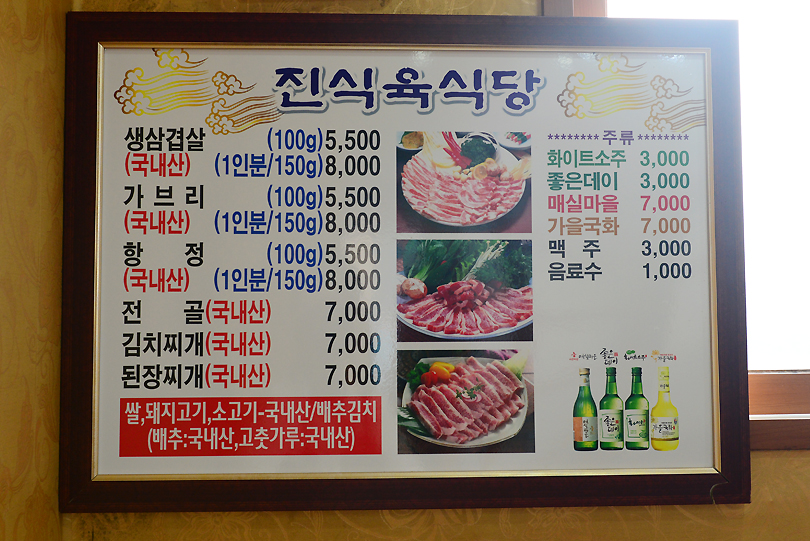 진식육식당
생삼겹살 (100g) 5,500
(국내산) (1인분/150g) 8,000
가브리 (100g) 5,500
(국내산) (1인분/150g) 8,000
항 정 (100g) 5,500
(국내산) (1인분/150g) 8,000
전 골(국내산) 7,000
김치찌개(국내산) 7,000
된장찌개(국내산) 7,000
쌀,돼지고기,소고기-국내산/배추김치
(배추:국내산,고춧가루:국내산)
******** 주류 ********
화이트소주 3,000
좋은데이 3,000
매실마을 7,000
가을국화 7,000
맥 주 3,000
음료수 1,000
좋은데이